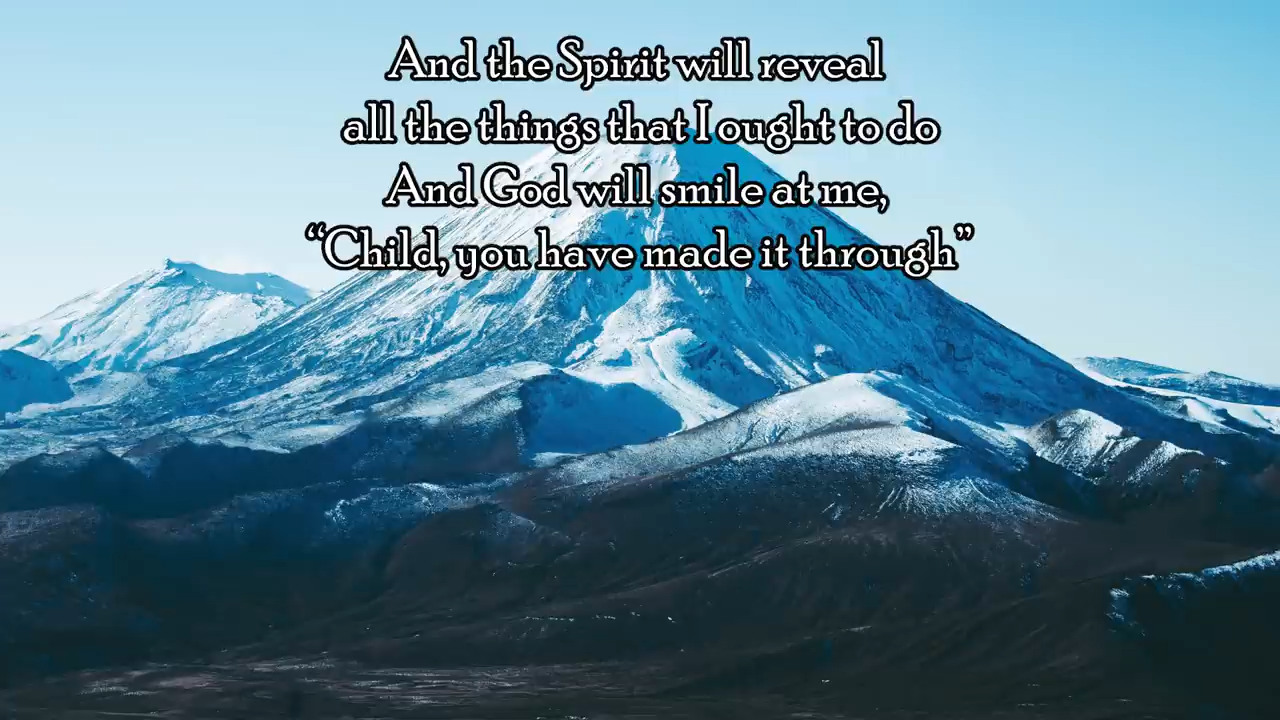 And the Spirit will reveal
all the things that I ought to do
And God will smile at me,
“Child, you have made it through”